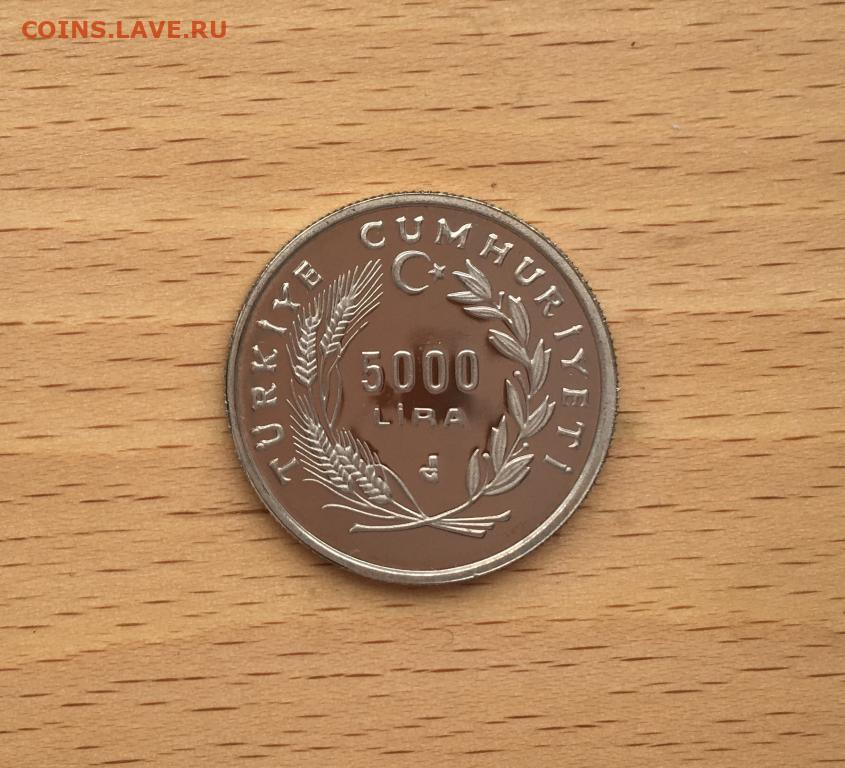 COINS.LAVE.RU
TÜRKİYE CUMHURİYETİ
5000
LİRA